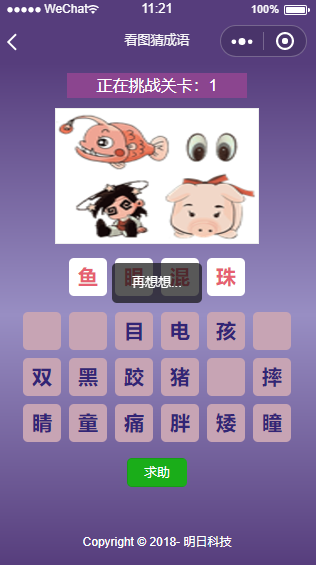 WeChat 11:21 100%
看图猜成语
正在挑战关卡：1
鱼 眼 混 珠
再想想...
目 电 孩
双 黑 跤 猪 摔
睛 童 痛 胖 矮 瞳
求助
Copyright © 2018- 明日科技